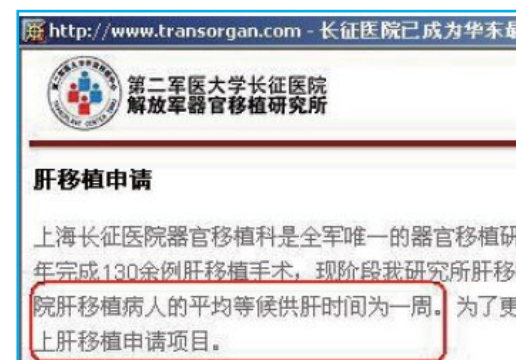 http://www.transorgan.com - 长征医院已成为华东最
第二军医大学长征医院
解放军器官移植研究所
肝移植申请
上海长征医院器官移植科是全军唯一的器官移植研
年完成130余例肝移植手术，现阶段我研究所肝移
院肝移植病人的平均等候供肝时间为一周。为了更
上肝移植申请项目。